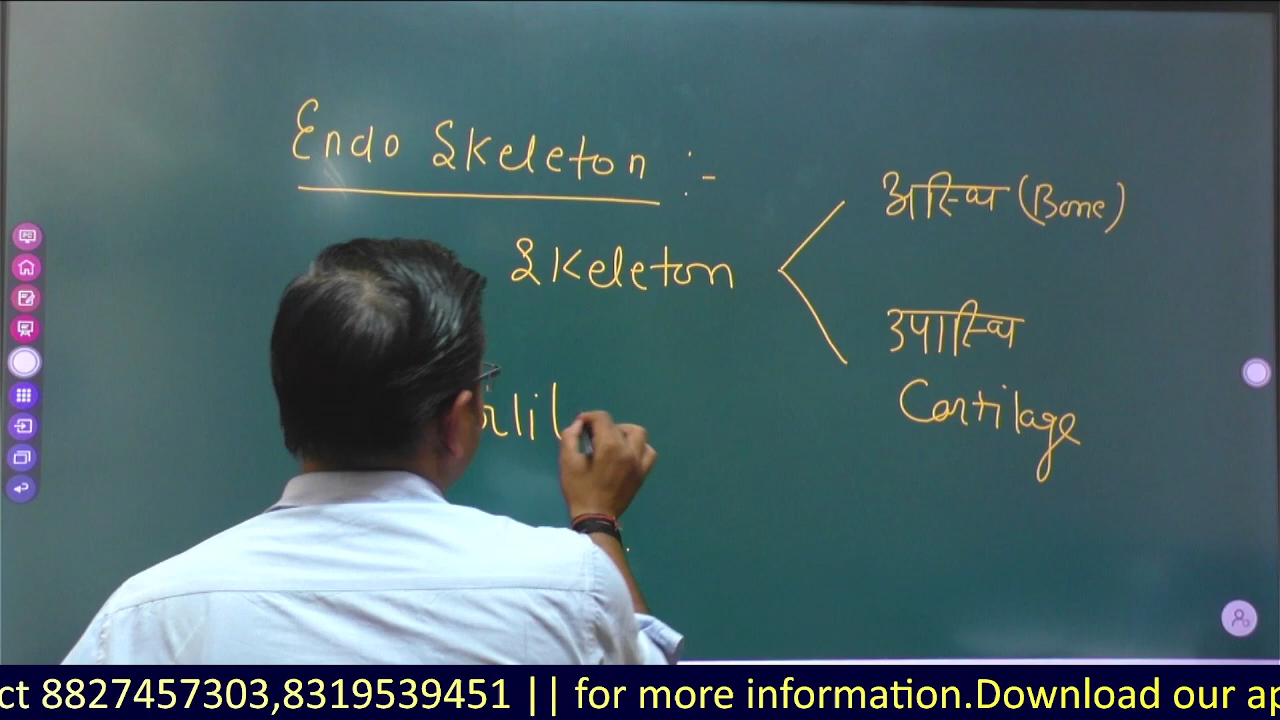 Endo Skeleton :-
Skeleton
अस्थि (Bone)
उपास्थि
Cartilage
ct 8827457303,8319539451 || for more information.Download our ap